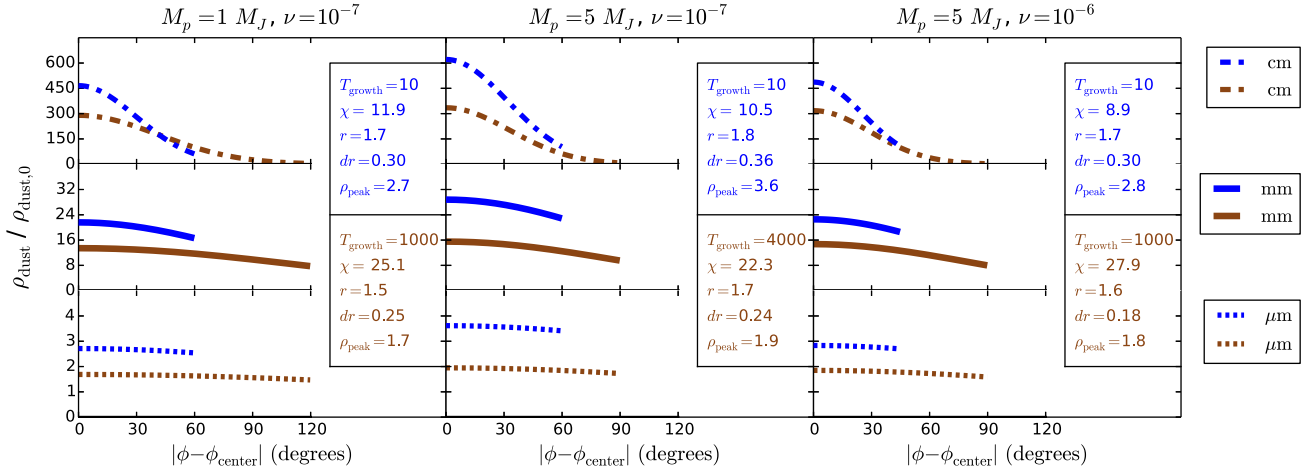 M_p = 1 M_J, ν=10^-7
M_p = 5 M_J, ν=10^-7
M_p = 5 M_J, ν=10^-6
ρ_dust / ρ_dust,0
600
450
300
150
0
32
24
16
8
0
4
3
2
1
0
T_growth = 10
χ = 11.9
r = 1.7
dr = 0.30
ρ_peak = 2.7
T_growth = 1000
χ = 25.1
r = 1.5
dr = 0.25
ρ_peak = 1.7
T_growth = 10
χ = 10.5
r = 1.8
dr = 0.36
ρ_peak = 3.6
T_growth = 4000
χ = 22.3
r = 1.7
dr = 0.24
ρ_peak = 1.9
T_growth = 10
χ = 8.9
r = 1.7
dr = 0.30
ρ_peak = 2.8
T_growth = 1000
χ = 27.9
r = 1.6
dr = 0.18
ρ_peak = 1.8
cm
cm
mm
mm
μm
μm
0 30 60 90 120
0 30 60 90 120
0 30 60 90 120
|ϕ−ϕ_center| (degrees)
|ϕ−ϕ_center| (degrees)
|ϕ−ϕ_center| (degrees)